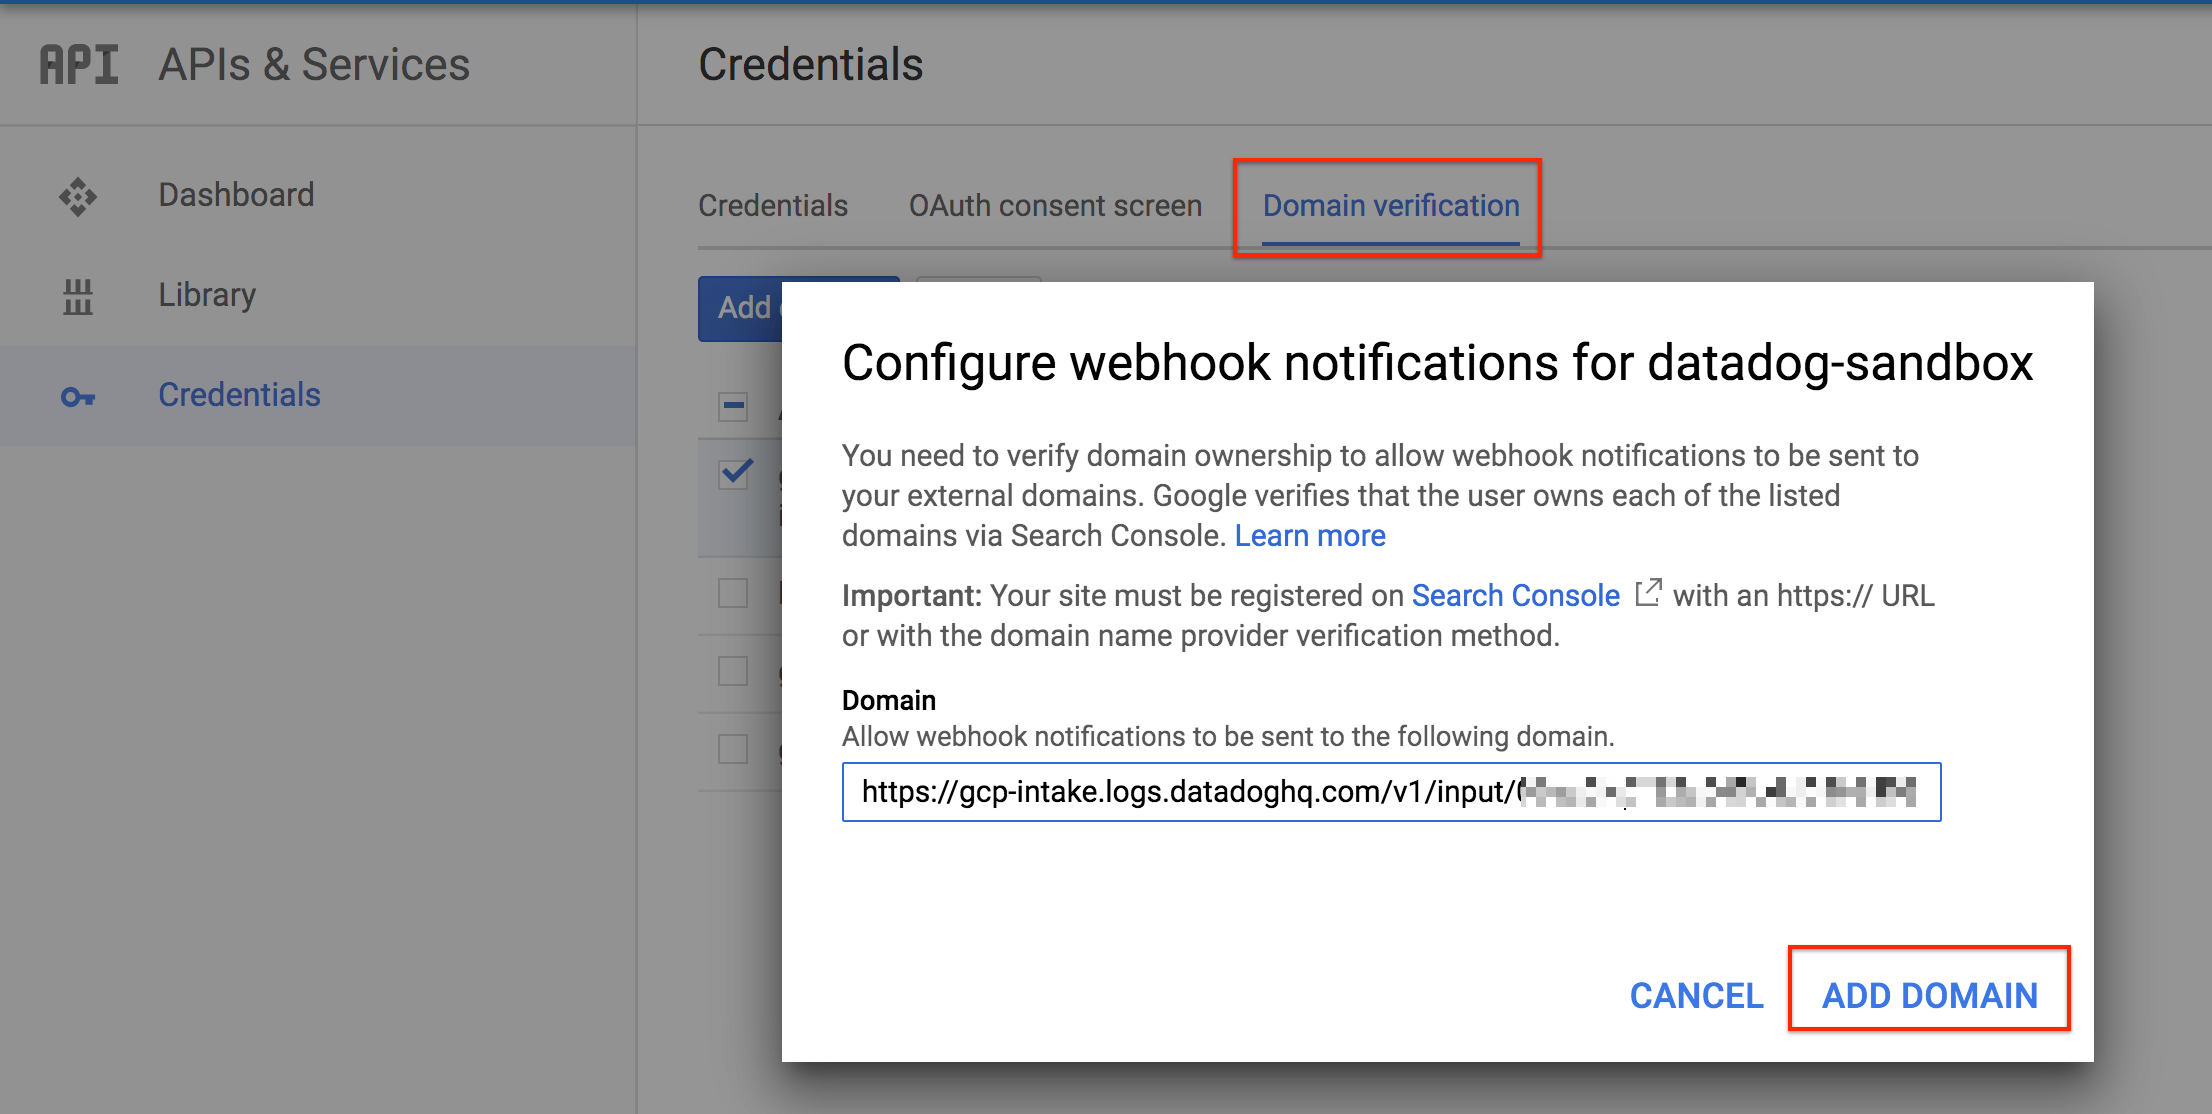 API APIs & Services
Credentials
Dashboard
Library
Credentials
Credentials OAuth consent screen Domain verification
Add
Configure webhook notifications for datadog-sandbox
You need to verify domain ownership to allow webhook notifications to be sent to
your external domains. Google verifies that the user owns each of the listed
domains via Search Console. Learn more
Important: Your site must be registered on Search Console with an https:// URL
or with the domain name provider verification method.
Domain
Allow webhook notifications to be sent to the following domain.
https://gcp-intake.logs.datadoghq.com/v1/input/
CANCEL ADD DOMAIN